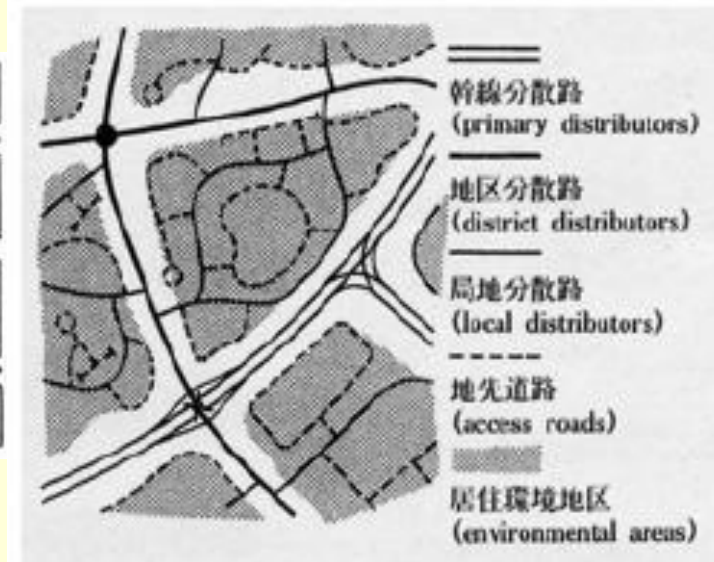 幹線分散路
(primary distributors)
地区分散路
(district distributors)
局地分散路
(local distributors)
地先道路
(access roads)
居住環境地区
(environmental areas)